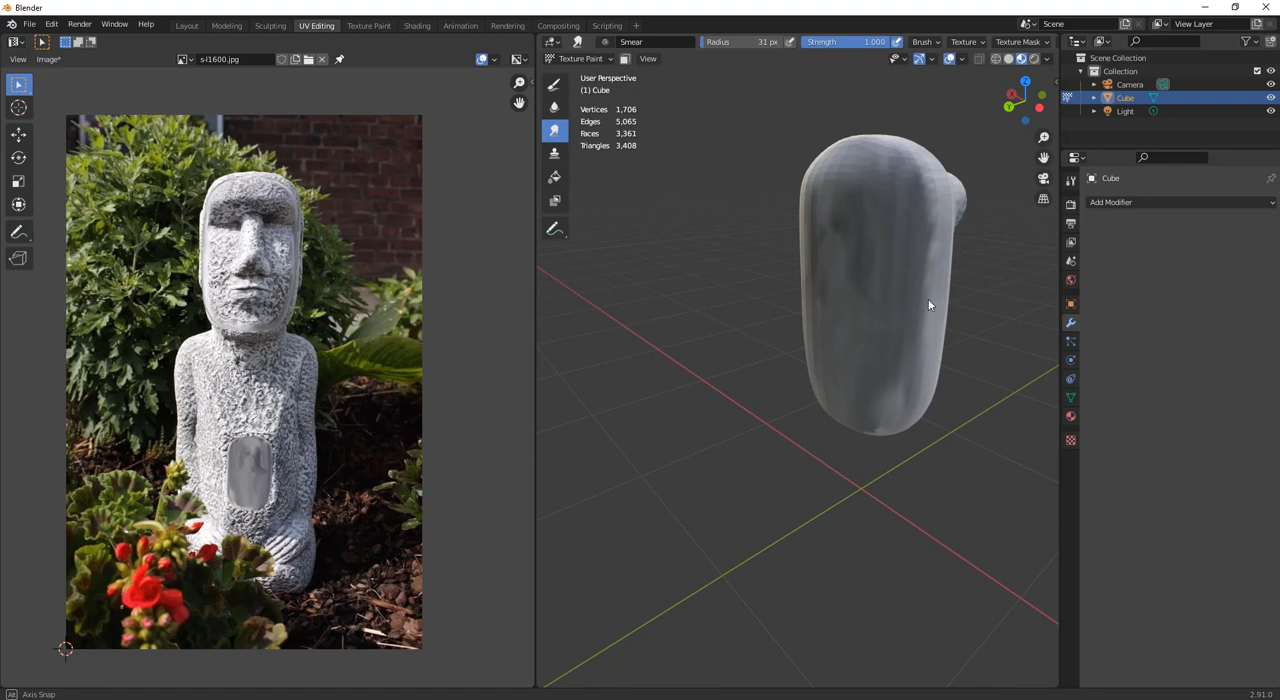 Blender
File Edit Render Window Help
Layout Modeling Sculpting UV Editing Texture Paint Shading Animation Rendering Compositing Scripting +
Scene
View Layer
View Image*
s-l1600.jpg
Smear
Radius 31 px
Strength 1.000
Brush
Texture
Texture Mask
Texture Paint
View
User Perspective
(1) Cube
Vertices 1,706
Edges 5,065
Faces 3,361
Triangles 3,408
X
Y
Z
Scene Collection
Collection
Camera
Cube
Light
Cube
Add Modifier
Alt Axis Snap
2.91.0